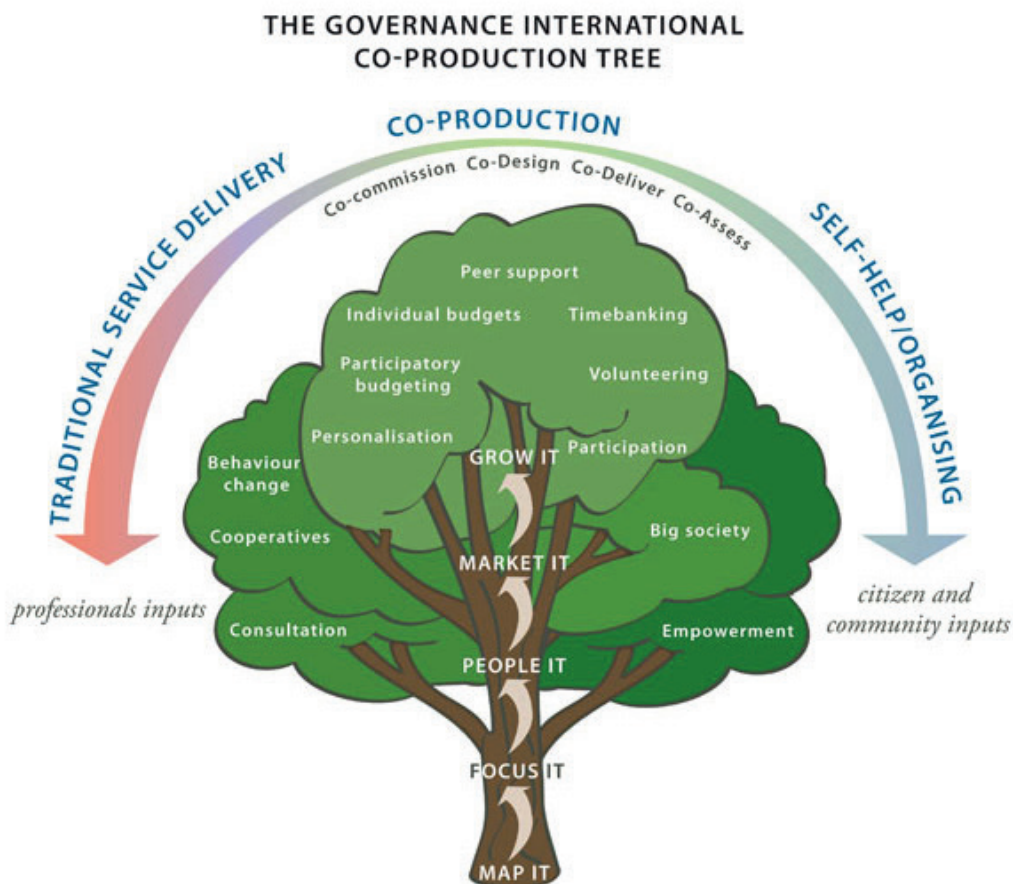 THE GOVERNANCE INTERNATIONAL
CO-PRODUCTION TREE
CO-PRODUCTION
TRADITIONAL SERVICE DELIVERY
SELF-HELP/ORGANISING
Co-commission Co-Design Co-Deliver Co-Assess
Peer support
Individual budgets
Timebanking
Participatory
budgeting
Volunteering
Personalisation
Participation
GROW IT
Behaviour
change
Cooperatives
Big society
MARKET IT
professionals inputs
citizen and
community inputs
Consultation
Empowerment
PEOPLE IT
FOCUS IT
MAP IT